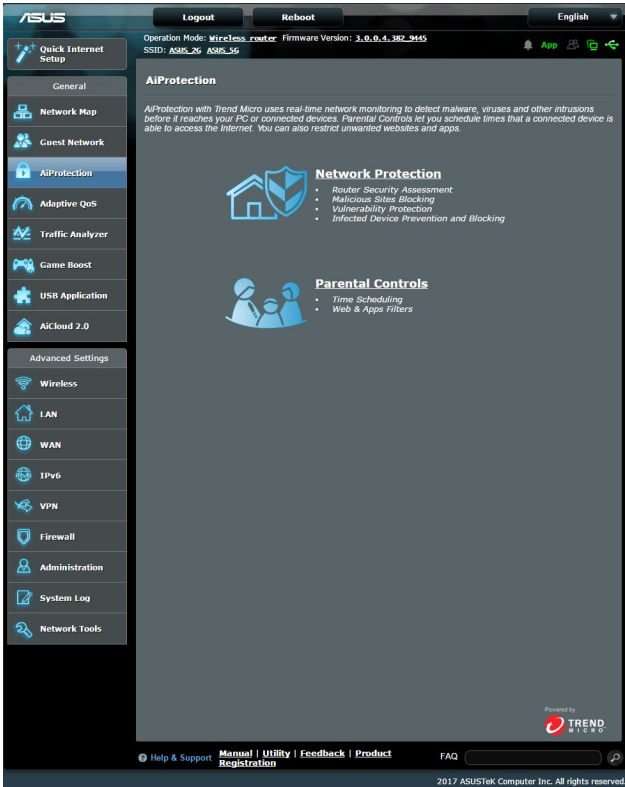 ASUS
Logout
Reboot
English
Quick Internet
Setup
Operation Mode: Wireless router Firmware Version: 3.0.0.4.382_9445
SSID: ASUS_2G ASUS_5G
App
General
Network Map
Guest Network
AiProtection
Adaptive QoS
Traffic Analyzer
Game Boost
USB Application
AiCloud 2.0
Advanced Settings
Wireless
LAN
WAN
IPv6
VPN
Firewall
Administration
System Log
Network Tools
AiProtection
AiProtection with Trend Micro uses real-time network monitoring to detect malware, viruses and other intrusions
before it reaches your PC or connected devices. Parental Controls let you schedule times that a connected device is
able to access the Internet. You can also restrict unwanted websites and apps.
Network Protection
• Router Security Assessment
• Malicious Sites Blocking
• Vulnerability Protection
• Infected Device Prevention and Blocking
Parental Controls
• Time Scheduling
• Web & Apps Filters
Powered by
TREND
MICRO
Help & Support
Manual | Utility | Feedback | Product
Registration
FAQ
2017 ASUSTeK Computer Inc. All rights reserved.